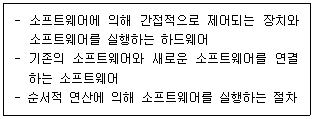 - 소프트웨어에 의해 간접적으로 제어되는 장치와
소프트웨어를 실행하는 하드웨어
- 기존의 소프트웨어와 새로운 소프트웨어를 연결
하는 소프트웨어
- 순서적 연산에 의해 소프트웨어를 실행하는 절차